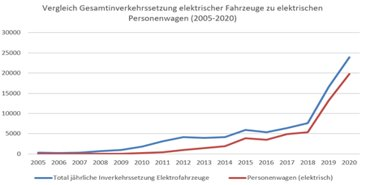 Vergleich Gesamtinverkehrssetzung elektrischer Fahrzeuge zu elektrischen
Personenwagen (2005-2020)
30000
25000
20000
15000
10000
5000
0
2005 2006 2007 2008 2009 2010 2011 2012 2013 2014 2015 2016 2017 2018 2019 2020
Total jährliche Inverkehrssetzung Elektrofahrzeuge Personenwagen (elektrisch)